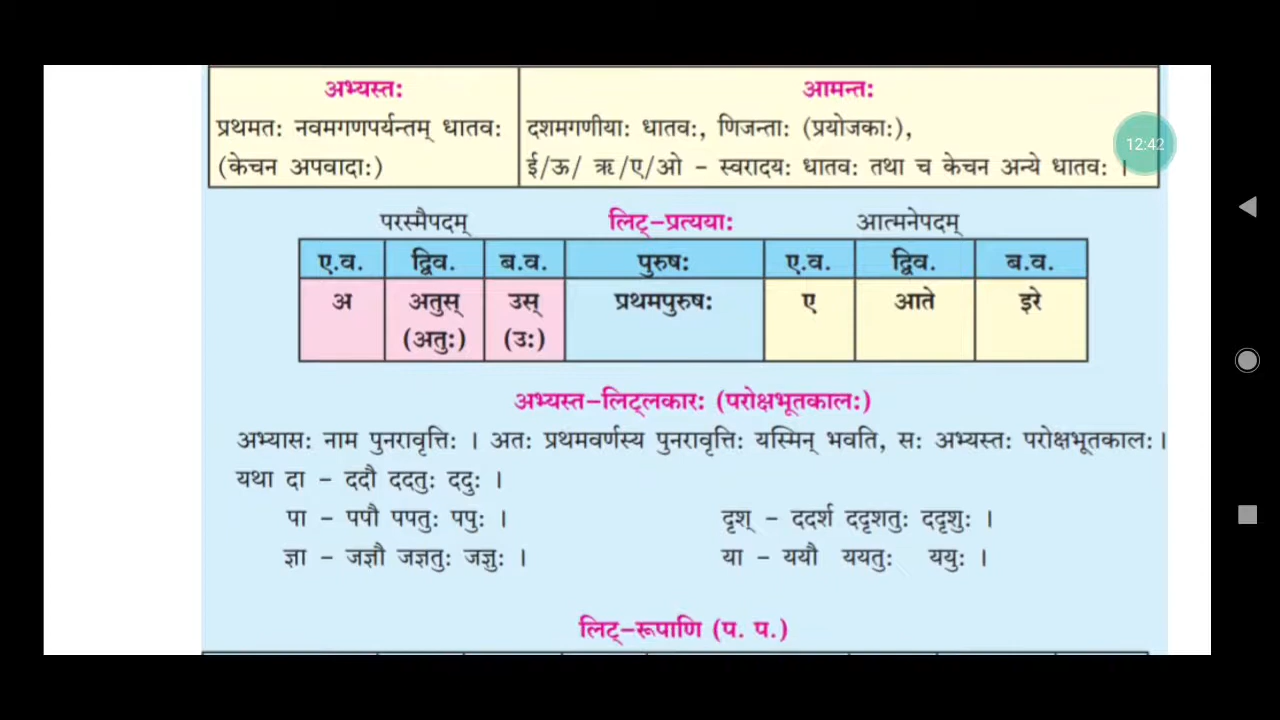 अभ्यस्तः आमन्तः
प्रथमतः नवमगणपर्यन्तम् धातवः दशमगणीयाः धातवः, णिजन्ताः (प्रयोजकाः),
(केचन अपवादाः) ई/ऊ/ ऋ/ए/ओ - स्वरादयः धातवः तथा च केचन अन्ये धातवः ।
12:42
परस्मैपदम् लिट्-प्रत्ययाः आत्मनेपदम्
ए.व. द्विव. ब.व. पुरुषः ए.व. द्विव. ब.व.
अ अतुस् उस् प्रथमपुरुषः ए आते इरे
(अतुः) (उः)
अभ्यस्त-लिट्लकारः (परोक्षभूतकालः)
अभ्यासः नाम पुनरावृत्तिः । अतः प्रथमवर्णस्य पुनरावृत्तिः यस्मिन् भवति, सः अभ्यस्तः परोक्षभूतकालः।
यथा दा - ददौ ददतुः ददुः ।
पा - पपौ पपतुः पपुः । दृश् - ददर्श ददृशतुः ददृशुः ।
ज्ञा - जज्ञौ जज्ञतुः जज्ञुः । या - ययौ ययतुः ययुः ।
लिट्-रूपाणि (प. प.)